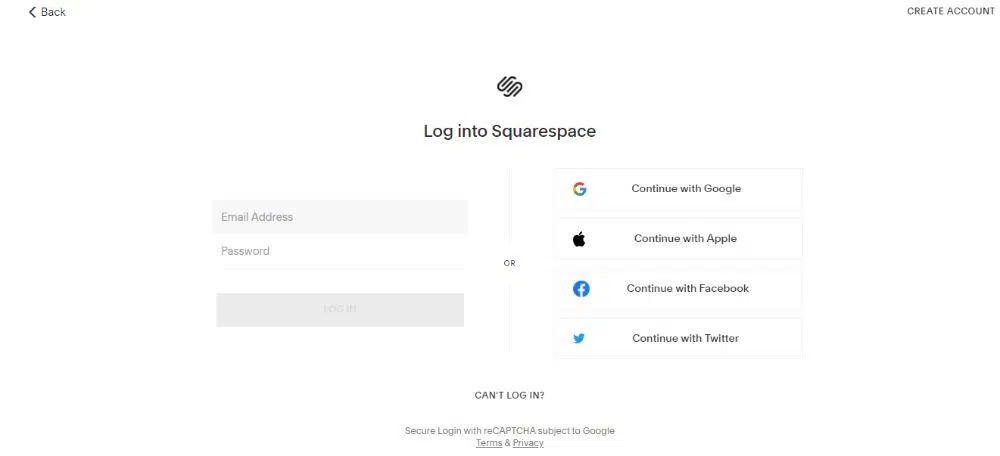 Back
CREATE ACCOUNT
Log into Squarespace
Email Address
Password
LOG IN
OR
Continue with Google
Continue with Apple
Continue with Facebook
Continue with Twitter
CAN'T LOG IN?
Secure Login with reCAPTCHA subject to Google
Terms & Privacy